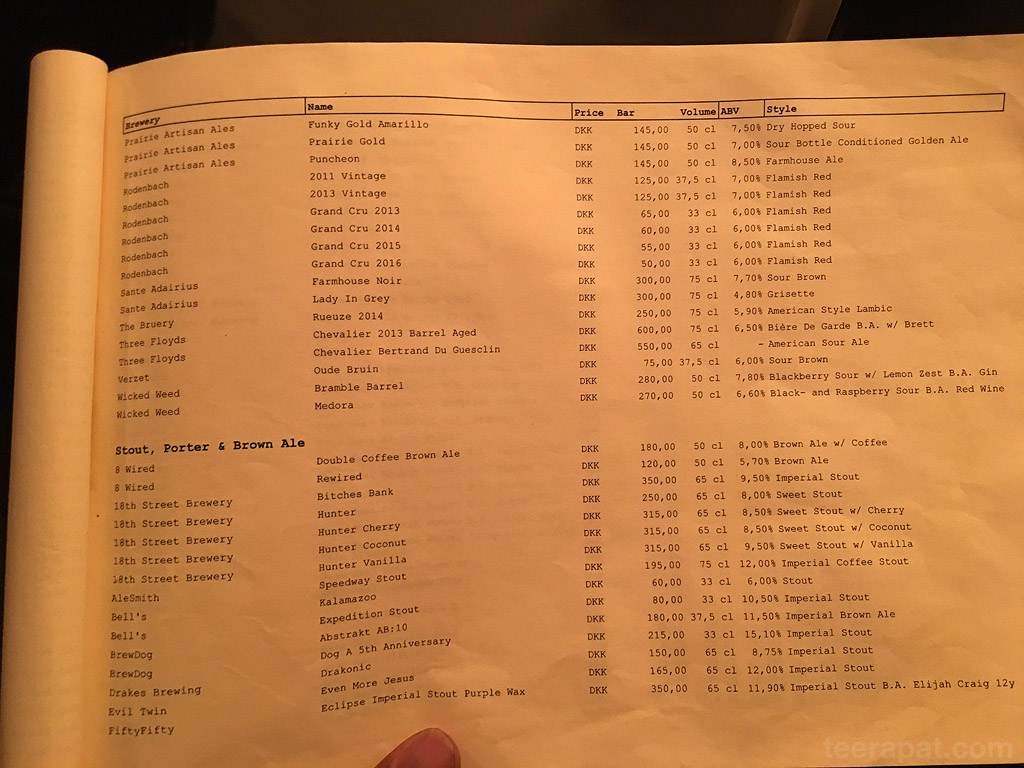 Brewery Name Price Bar Volume ABV Style
Prairie Artisan Ales Funky Gold Amarillo DKK 145,00 50 cl 7,50% Dry Hopped Sour
Prairie Artisan Ales Prairie Gold DKK 145,00 50 cl 7,00% Sour Bottle Conditioned Golden Ale
Prairie Artisan Ales Puncheon DKK 145,00 50 cl 8,50% Farmhouse Ale
Rodenbach 2011 Vintage DKK 125,00 37,5 cl 7,00% Flamish Red
Rodenbach 2013 Vintage DKK 125,00 37,5 cl 7,00% Flamish Red
Rodenbach Grand Cru 2013 DKK 65,00 33 cl 6,00% Flamish Red
Rodenbach Grand Cru 2014 DKK 60,00 33 cl 6,00% Flamish Red
Rodenbach Grand Cru 2015 DKK 55,00 33 cl 6,00% Flamish Red
Rodenbach Grand Cru 2016 DKK 50,00 33 cl 6,00% Flamish Red
Sante Adairius Farmhouse Noir DKK 300,00 75 cl 7,70% Sour Brown
Sante Adairius Lady In Grey DKK 300,00 75 cl 4,80% Grisette
The Bruery Rueuze 2014 DKK 250,00 75 cl 5,90% American Style Lambic
Three Floyds Chevalier 2013 Barrel Aged DKK 600,00 75 cl 6,50% Bière De Garde B.A. w/ Brett
Three Floyds Chevalier Bertrand Du Guesclin DKK 550,00 65 cl - American Sour Ale
Verzet Oude Bruin DKK 75,00 37,5 cl 6,00% Sour Brown
Wicked Weed Bramble Barrel DKK 280,00 50 cl 7,80% Blackberry Sour w/ Lemon Zest B.A. Gin
Wicked Weed Medora DKK 270,00 50 cl 6,60% Black- and Raspberry Sour B.A. Red Wine
Stout, Porter & Brown Ale
8 Wired Double Coffee Brown Ale DKK 180,00 50 cl 8,00% Brown Ale w/ Coffee
8 Wired Rewired DKK 120,00 50 cl 5,70% Brown Ale
18th Street Brewery Bitches Bank DKK 350,00 65 cl 9,50% Imperial Stout
18th Street Brewery Hunter DKK 250,00 65 cl 8,00% Sweet Stout
18th Street Brewery Hunter Cherry DKK 315,00 65 cl 8,50% Sweet Stout w/ Cherry
18th Street Brewery Hunter Coconut DKK 315,00 65 cl 8,50% Sweet Stout w/ Coconut
18th Street Brewery Hunter Vanilla DKK 315,00 65 cl 9,50% Sweet Stout w/ Vanilla
AleSmith Speedway Stout DKK 195,00 75 cl 12,00% Imperial Coffee Stout
Bell's Kalamazoo DKK 60,00 33 cl 6,00% Stout
Bell's Expedition Stout DKK 80,00 33 cl 10,50% Imperial Stout
BrewDog Abstrakt AB:10 DKK 180,00 37,5 cl 11,50% Imperial Brown Ale
BrewDog Dog A 5th Anniversary DKK 215,00 33 cl 15,10% Imperial Stout
Drakes Brewing Drakonic DKK 150,00 65 cl 8,75% Imperial Stout
Evil Twin Even More Jesus DKK 165,00 65 cl 12,00% Imperial Stout
FiftyFifty Eclipse Imperial Stout Purple Wax DKK 350,00 65 cl 11,90% Imperial Stout B.A. Elijah Craig 12y
teerapat.com